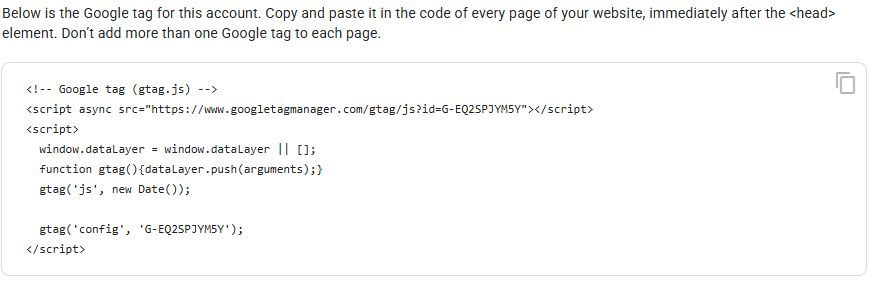 Below is the Google tag for this account. Copy and paste it in the code of every page of your website, immediately after the <head>
element. Don't add more than one Google tag to each page.
<!-- Google tag (gtag.js) -->
<script async src="https://www.googletagmanager.com/gtag/js?id=G-EQ2SPJYM5Y"></script>
<script>
  window.dataLayer = window.dataLayer || [];
  function gtag(){dataLayer.push(arguments);}
  gtag('js', new Date());

  gtag('config', 'G-EQ2SPJYM5Y');
</script>